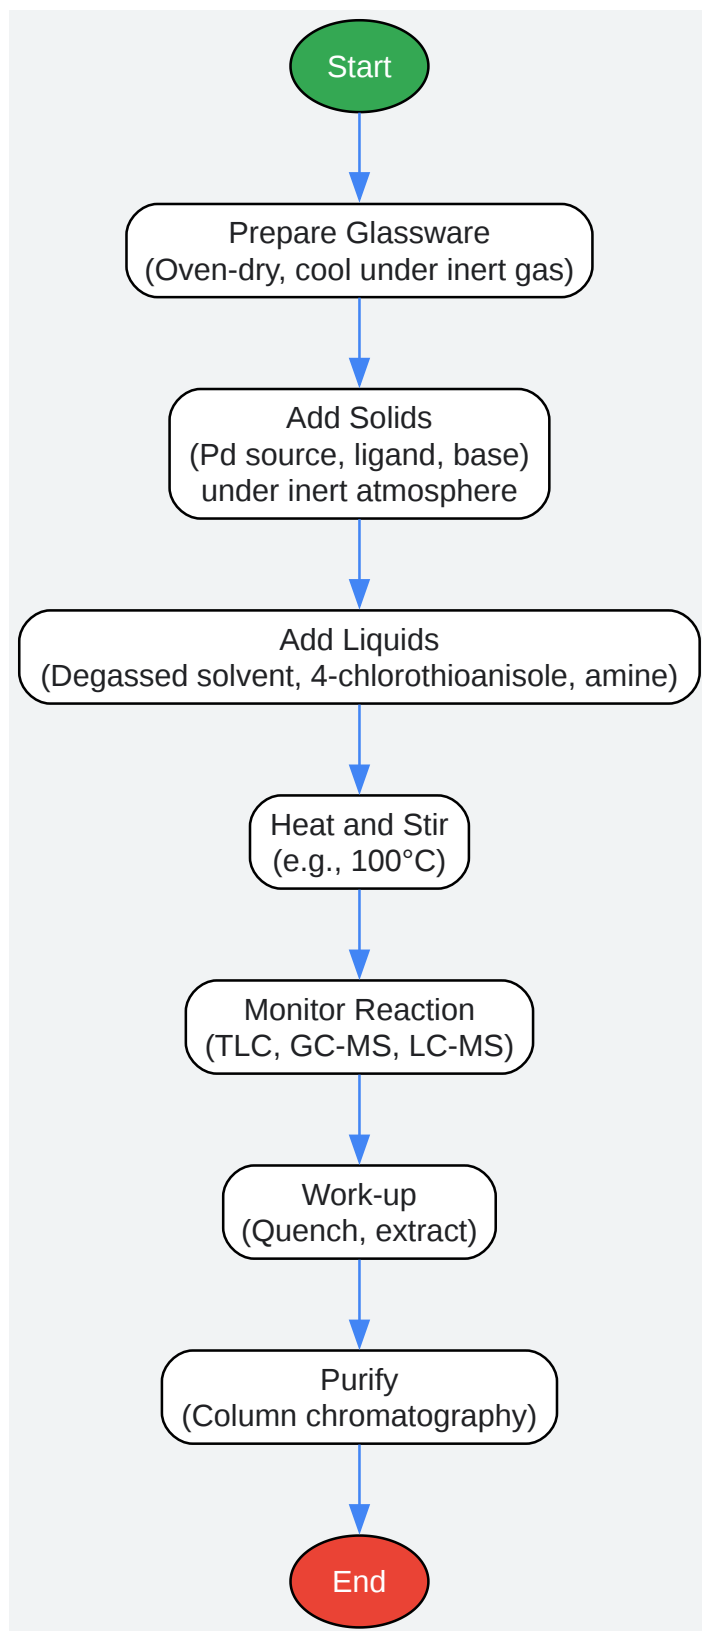 Start
Prepare Glassware
(Oven-dry, cool under inert gas)
Add Solids
(Pd source, ligand, base)
under inert atmosphere
Add Liquids
(Degassed solvent, 4-chlorothioanisole, amine)
Heat and Stir
(e.g., 100°C)
Monitor Reaction
(TLC, GC-MS, LC-MS)
Work-up
(Quench, extract)
Purify
(Column chromatography)
End